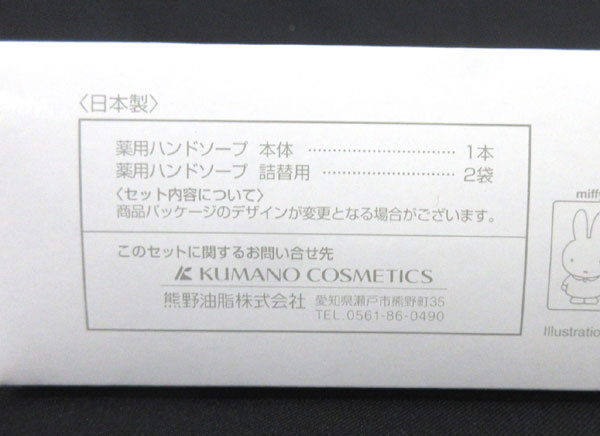 〈日本製〉
薬用ハンドソープ 本体 ………………………… 1本
薬用ハンドソープ 詰替用 ……………………… 2袋
〈セット内容について〉
商品パッケージのデザインが変更となる場合がございます。
このセットに関するお問い合せ先
KUMANO COSMETICS
熊野油脂株式会社 愛知県瀬戸市熊野町35
TEL.0561-86-0490
miffy
Illustration